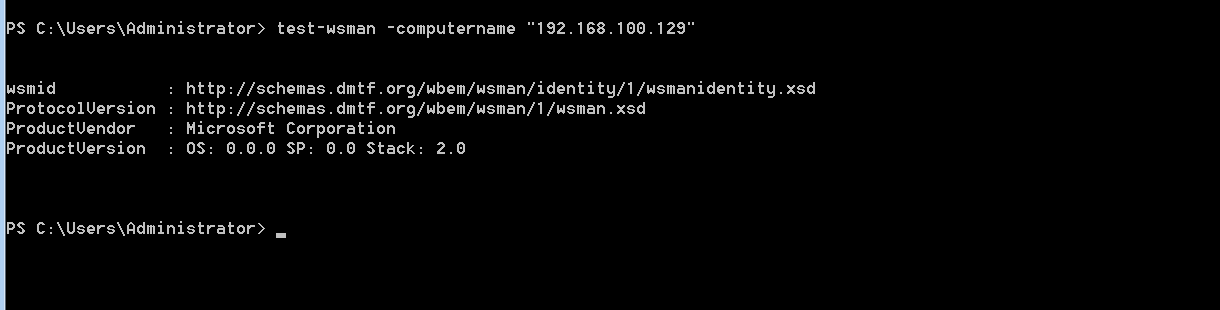 PS C:\Users\Administrator> test-wsman -computername "192.168.100.129"
wsmid           : http://schemas.dmtf.org/wbem/wsman/identity/1/wsmanidentity.xsd
ProtocolVersion : http://schemas.dmtf.org/wbem/wsman/1/wsman.xsd
ProductVendor   : Microsoft Corporation
ProductVersion  : OS: 0.0.0 SP: 0.0 Stack: 2.0
PS C:\Users\Administrator> _